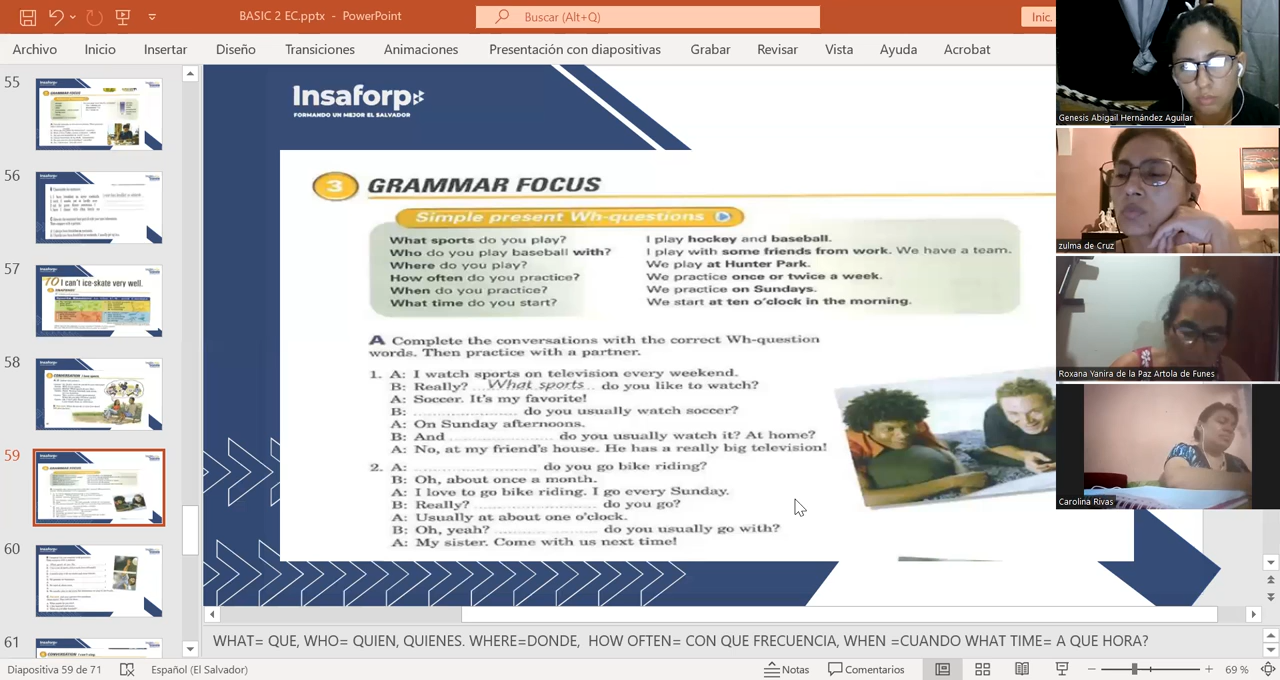 BASIC 2 EC.pptx - PowerPoint
Buscar (Alt+Q)
Inic.
Archivo Inicio Insertar Diseño Transiciones Animaciones Presentación con diapositivas Grabar Revisar Vista Ayuda Acrobat
55
56
57
I can't ice-skate very well.
58
59
60
61
Insaforp
FORMANDO UN MEJOR EL SALVADOR
3 GRAMMAR FOCUS
Simple present Wh-questions
What sports do you play? I play hockey and baseball.
Who do you play baseball with? I play with some friends from work. We have a team.
Where do you play? We play at Hunter Park.
How often do you practice? We practice once or twice a week.
When do you practice? We practice on Sundays.
What time do you start? We start at ten o'clock in the morning.
A Complete the conversations with the correct Wh-question
words. Then practice with a partner.
1. A: I watch sports on television every weekend.
B: Really? What sports do you like to watch?
A: Soccer. It's my favorite!
B: ................ do you usually watch soccer?
A: On Sunday afternoons.
B: And ................ do you usually watch it? At home?
A: No, at my friend's house. He has a really big television!
2. A: ................ do you go bike riding?
B: Oh, about once a month.
A: I love to go bike riding. I go every Sunday.
B: Really? ................ do you go?
A: Usually at about one o'clock.
B: Oh, yeah? ................ do you usually go with?
A: My sister. Come with us next time!
Genesis Abigail Hernández Aguilar
zulma de Cruz
Roxana Yanira de la Paz Artola de Funes
Carolina Rivas
WHAT= QUE, WHO= QUIEN, QUIENES. =DONDE, HOW OFTEN= CON WHEN =CUANDO WHAT TIME= A QUE HORA?
Diapositiva 59 de 71 Español (El Salvador) Notas Comentarios 69 %